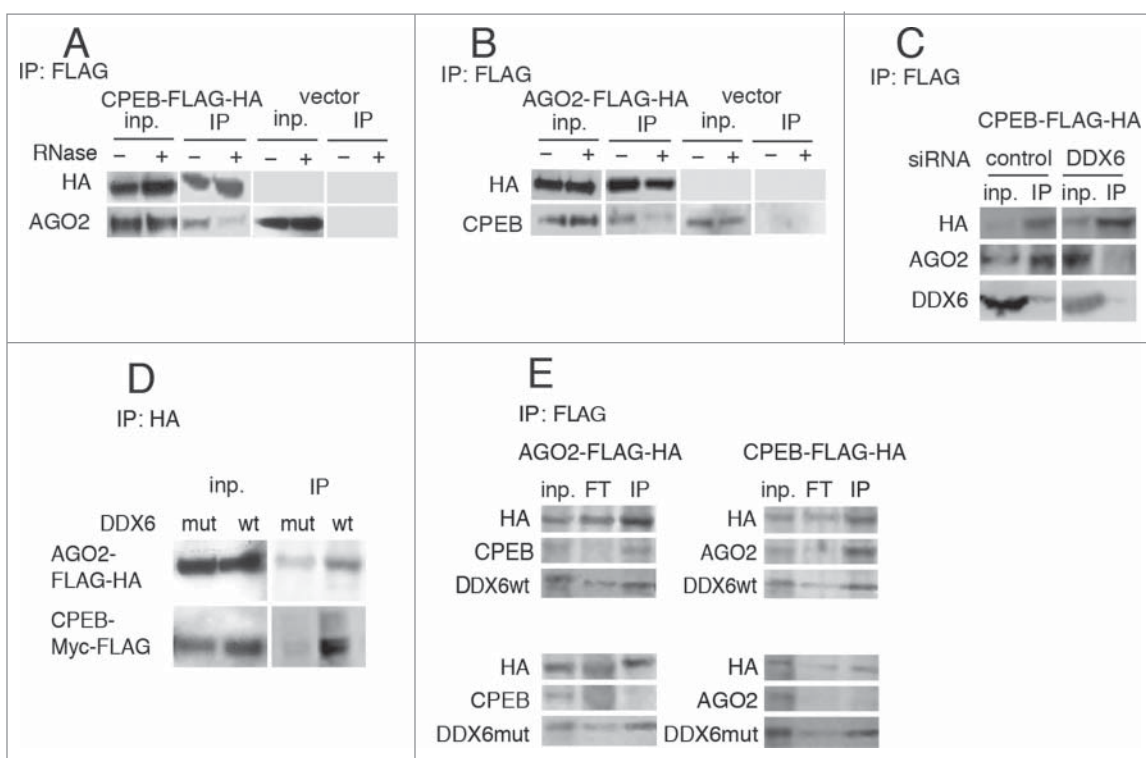 A
IP: FLAG
CPEB-FLAG-HA vector
inp. IP inp. IP
RNase – + – + – + – +
HA
AGO2
B
IP: FLAG
AGO2-FLAG-HA vector
inp. IP inp. IP
– + – + – + – +
HA
CPEB
C
IP: FLAG
CPEB-FLAG-HA
siRNA control DDX6
inp. IP inp. IP
HA
AGO2
DDX6
D
IP: HA
inp. IP
DDX6 mut wt mut wt
AGO2-
FLAG-HA
CPEB-
Myc-FLAG
E
IP: FLAG
AGO2-FLAG-HA CPEB-FLAG-HA
inp. FT IP inp. FT IP
HA HA
CPEB AGO2
DDX6wt DDX6wt
HA HA
CPEB AGO2
DDX6mut DDX6mut